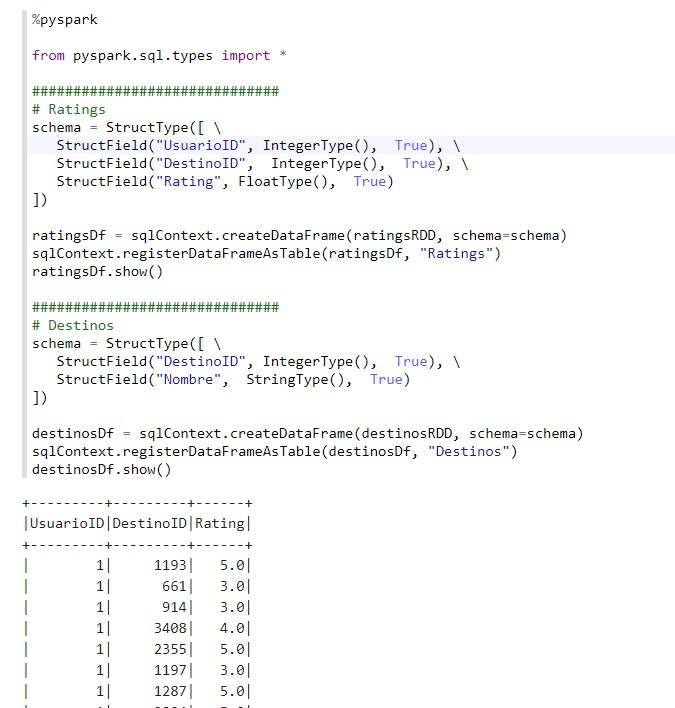 %pyspark
from pyspark.sql.types import *
##############################
# Ratings
schema = StructType([ \
   StructField("UsuarioID", IntegerType(),  True), \
   StructField("DestinoID",  IntegerType(),  True), \
   StructField("Rating", FloatType(),  True)
])
ratingsDf = sqlContext.createDataFrame(ratingsRDD, schema=schema)
sqlContext.registerDataFrameAsTable(ratingsDf, "Ratings")
ratingsDf.show()
##############################
# Destinos
schema = StructType([ \
   StructField("DestinoID", IntegerType(),  True), \
   StructField("Nombre",  StringType(),  True)
])
destinosDf = sqlContext.createDataFrame(destinosRDD, schema=schema)
sqlContext.registerDataFrameAsTable(destinosDf, "Destinos")
destinosDf.show()
+---------+---------+------+
|UsuarioID|DestinoID|Rating|
+---------+---------+------+
|        1|     1193|   5.0|
|        1|      661|   3.0|
|        1|      914|   3.0|
|        1|     3408|   4.0|
|        1|     2355|   5.0|
|        1|     1197|   3.0|
|        1|     1287|   5.0|